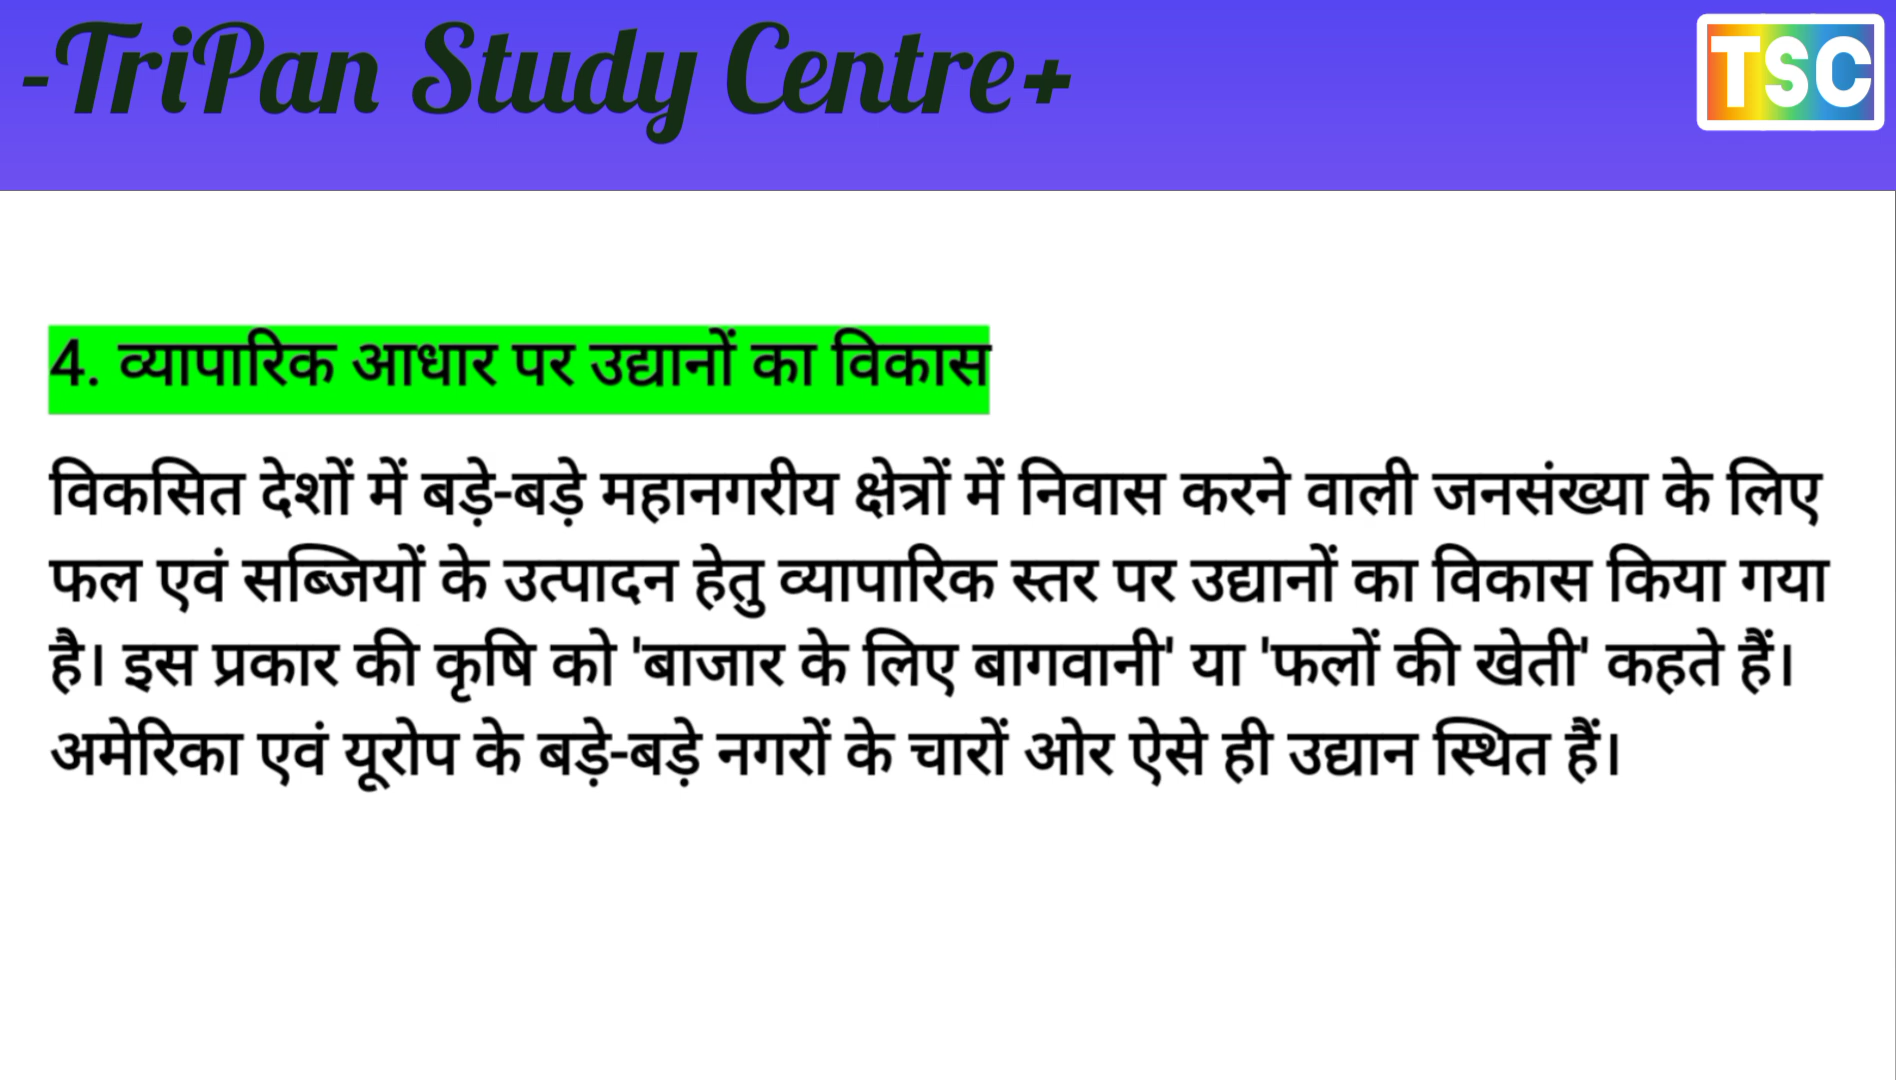 -TriPan Study Centre+
TSC
4. व्यापारिक आधार पर उद्यानों का विकास
विकसित देशों में बड़े-बड़े महानगरीय क्षेत्रों में निवास करने वाली जनसंख्या के लिए
फल एवं सब्जियों के उत्पादन हेतु व्यापारिक स्तर पर उद्यानों का विकास किया गया
है। इस प्रकार की कृषि को 'बाजार के लिए बागवानी' या 'फलों की खेती' कहते हैं।
अमेरिका एवं यूरोप के बड़े-बड़े नगरों के चारों ओर ऐसे ही उद्यान स्थित हैं।